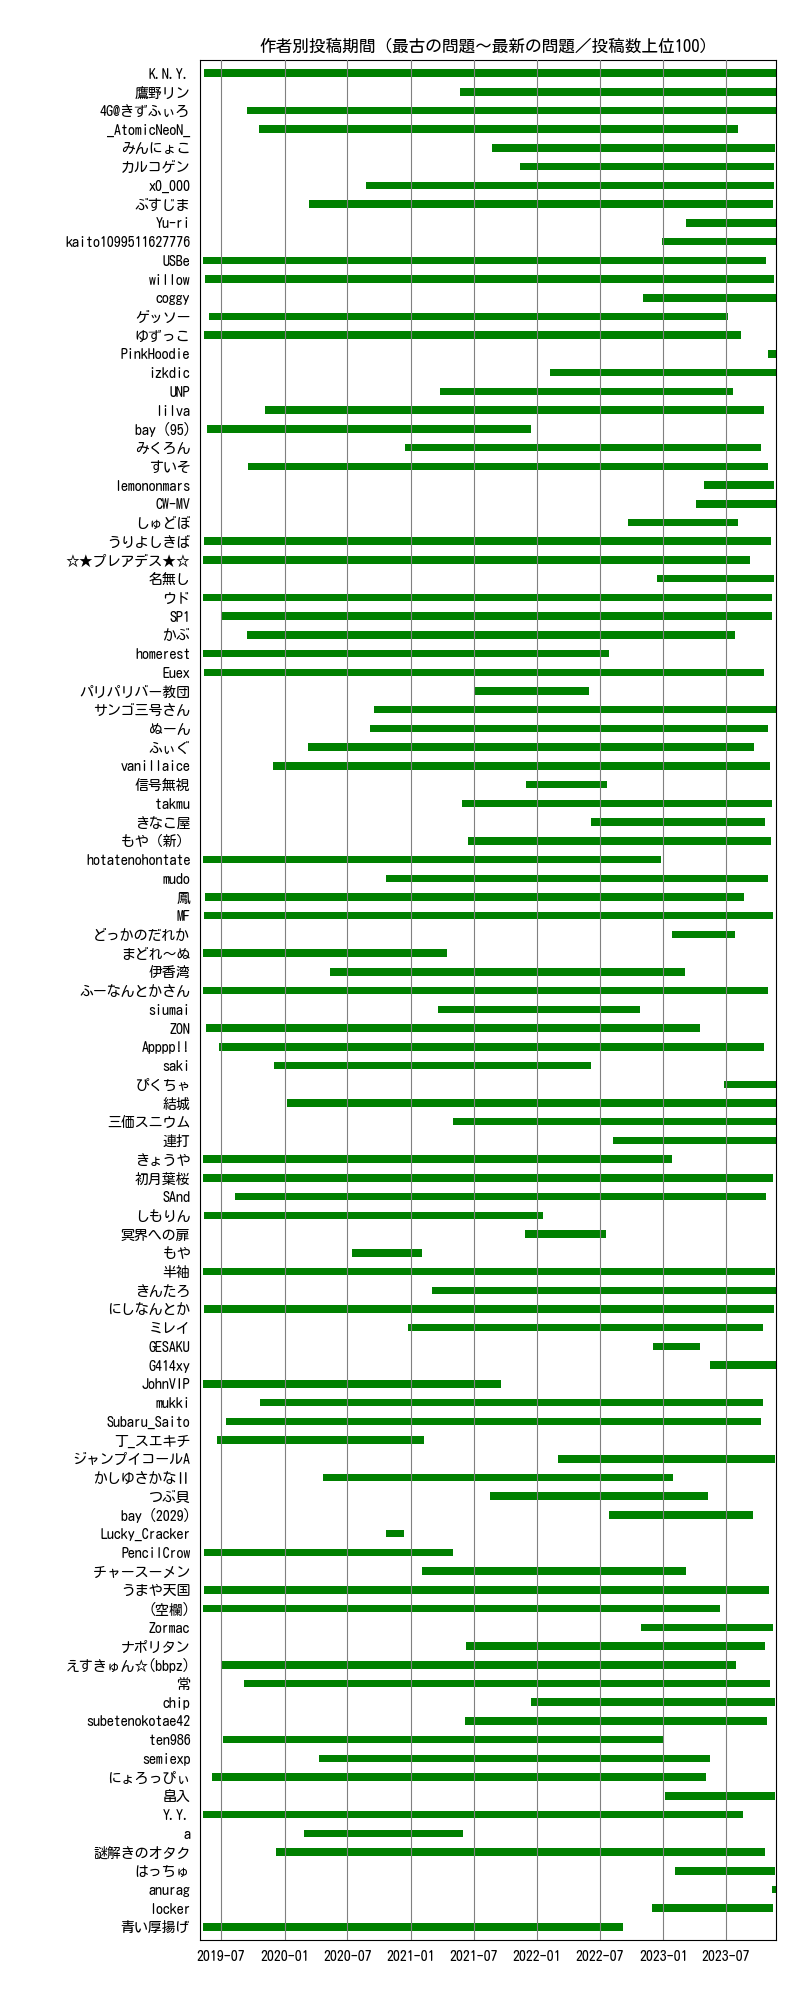 作者別投稿期間（最古の問題～最新の問題／投稿数上位100）
K.N.Y.
鷹野リン
4G@きずふぃろ
_AtomicNeoN_
みんにょこ
カルコゲン
x0_000
ぶすじま
Yu-ri
kaito1099511627776
USBe
willow
coggy
ゲッソー
ゆずっこ
PinkHoodie
izkdic
UNP
lilva
bay (95)
みくろん
すいそ
lemononmars
CW-MV
しゅどぼ
うりよしきば
☆★プレアデス★☆
名無し
ウド
SP1
かぶ
homerest
Euex
パリパリバー教団
サンゴ三号さん
ぬーん
ふぃぐ
vanillaice
信号無視
takmu
きなこ屋
もや（新）
hotatenohontate
mudo
鳳
MF
どっかのだれか
まどれ～ぬ
伊香湾
ふーなんとかさん
siumai
ZON
Appppll
saki
ぴくちゃ
結城
三価スニウム
連打
きょうや
初月葉桜
SAnd
しもりん
冥界への扉
もや
半袖
きんたろ
にしなんとか
ミレイ
GESAKU
G414xy
JohnVIP
mukki
Subaru_Saito
丁_スエキチ
ジャンプイコールA
かしゆさかなⅡ
つぶ貝
bay (2029)
Lucky_Cracker
PencilCrow
チャースーメン
うまや天国
(空欄)
Zormac
ナポリタン
えすきゅん☆(bbpz)
常
chip
subetenokotae42
ten986
semiexp
にょろっぴぃ
畠入
Y.Y.
a
謎解きのオタク
はっちゅ
anurag
locker
青い厚揚げ
2019-07 2020-01 2020-07 2021-01 2021-07 2022-01 2022-07 2023-01 2023-07